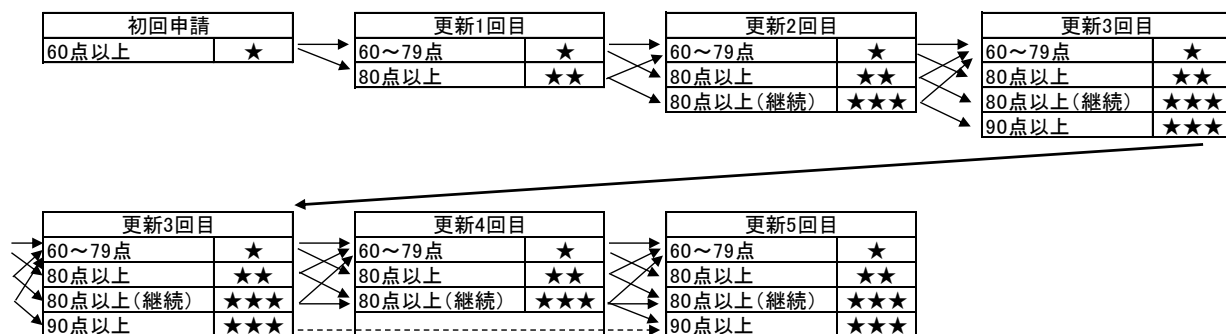 初回申請
60点以上 ★
更新1回目
60～79点 ★
80点以上 ★★
更新2回目
60～79点 ★
80点以上 ★★
80点以上(継続) ★★★
更新3回目
60～79点 ★
80点以上 ★★
80点以上(継続) ★★★
90点以上 ★★★
更新3回目
60～79点 ★
80点以上 ★★
80点以上(継続) ★★★
90点以上 ★★★
更新4回目
60～79点 ★
80点以上 ★★
80点以上(継続) ★★★
更新5回目
60～79点 ★
80点以上 ★★
80点以上(継続) ★★★
90点以上 ★★★